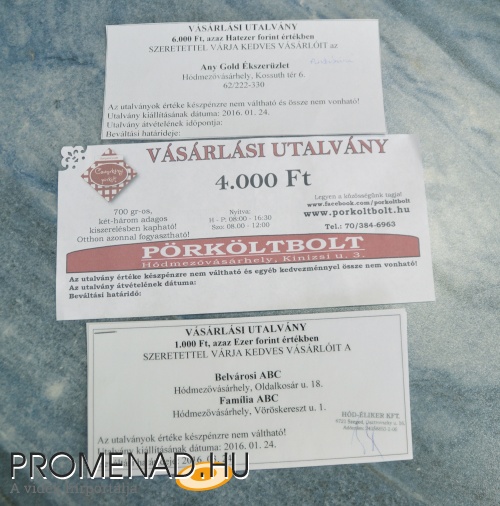 VÁSÁRLÁSI UTALVÁNY
6.000 Ft, azaz Hatezer forint értékben
SZERETETTEL VÁRJA KEDVES VÁSÁRLÓIT az
Any Gold Ékszerüzlet
Hódmezővásárhely, Kossuth tér 6.
62/222-330
Az utalványok értéke készpénzre nem váltható és össze nem vonható!
Utalvány kiállításának dátuma: 2016. 01. 24.
Utalvány átvételének időpontja:
Beváltási határideje:
VÁSÁRLÁSI UTALVÁNY
4.000 Ft
700 gr-os,
két-három adagos
kiszerelésben kapható!
Otthon azonnal fogyasztható!
Nyitva:
H - P: 08:00 - 16:30
Szo: 08:00 - 12:00
Legyen a közösségünk tagja!
www.facebook.com/porkoltbolt
www.porkoltbolt.hu
Tel.: 70/384-6963
PÖRKÖLTBOLT
Hódmezővásárhely, Kinizsi u. 3.
Az utalvány értéke készpénzre nem váltható és egyéb kedvezménnyel össze nem vonható!
Az utalvány átvételének dátuma:
Beváltási határidő:
VÁSÁRLÁSI UTALVÁNY
1.000 Ft, azaz Ezer forint értékben
SZERETETTEL VÁRJA KEDVES VÁSÁRLÓIT A
Belvárosi ABC
Hódmezővásárhely, Oldalkosár u. 18.
Família ABC
Hódmezővásárhely, Vöröskereszt u. 1.
HÓD-ÉLIKER KFT.
Az utalványok értéke készpénzre nem váltható!
Utalvány kiállításának dátuma: 2016. 01. 24.
PROMENAD.HU